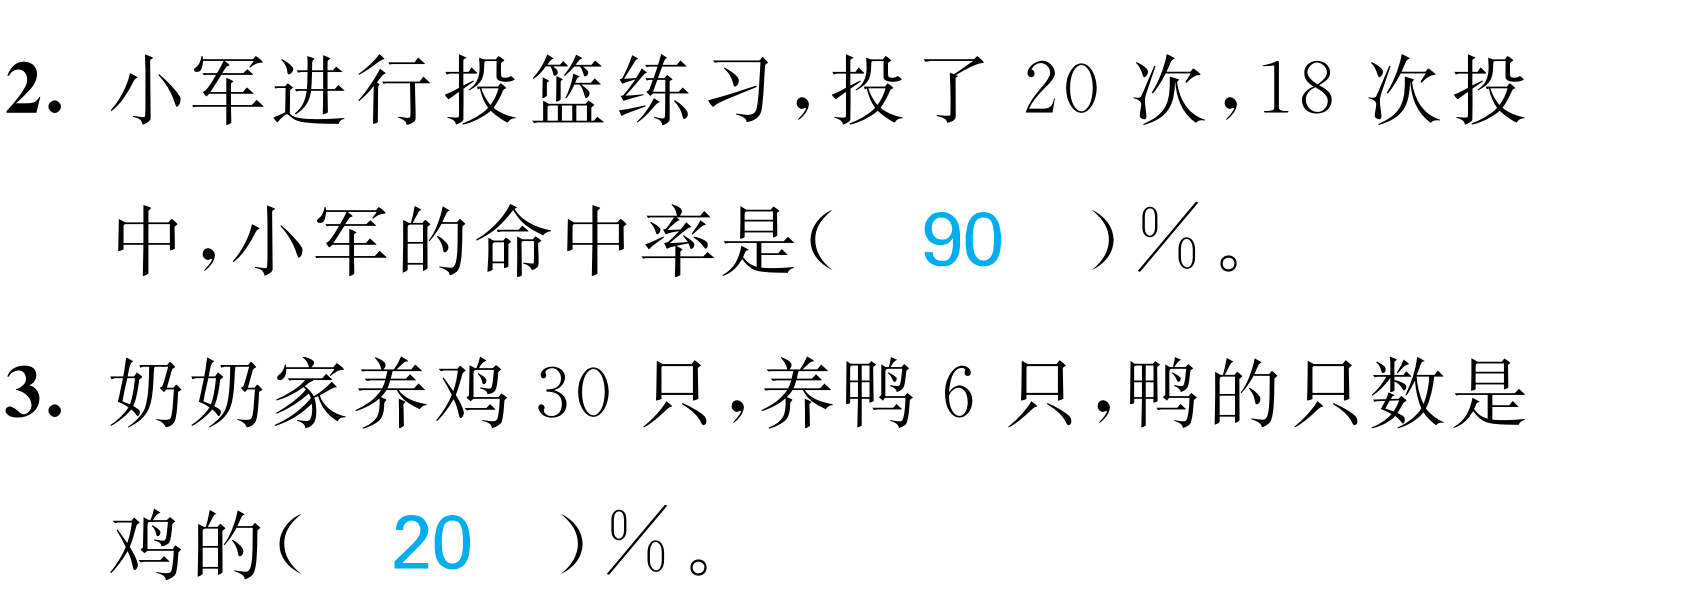 2. 小军进行投篮练习,投了 20 次,18 次投
中,小军的命中率是( 90 )%。
3. 奶奶家养鸡 30 只,养鸭 6 只,鸭的只数是
鸡的( 20 )%。